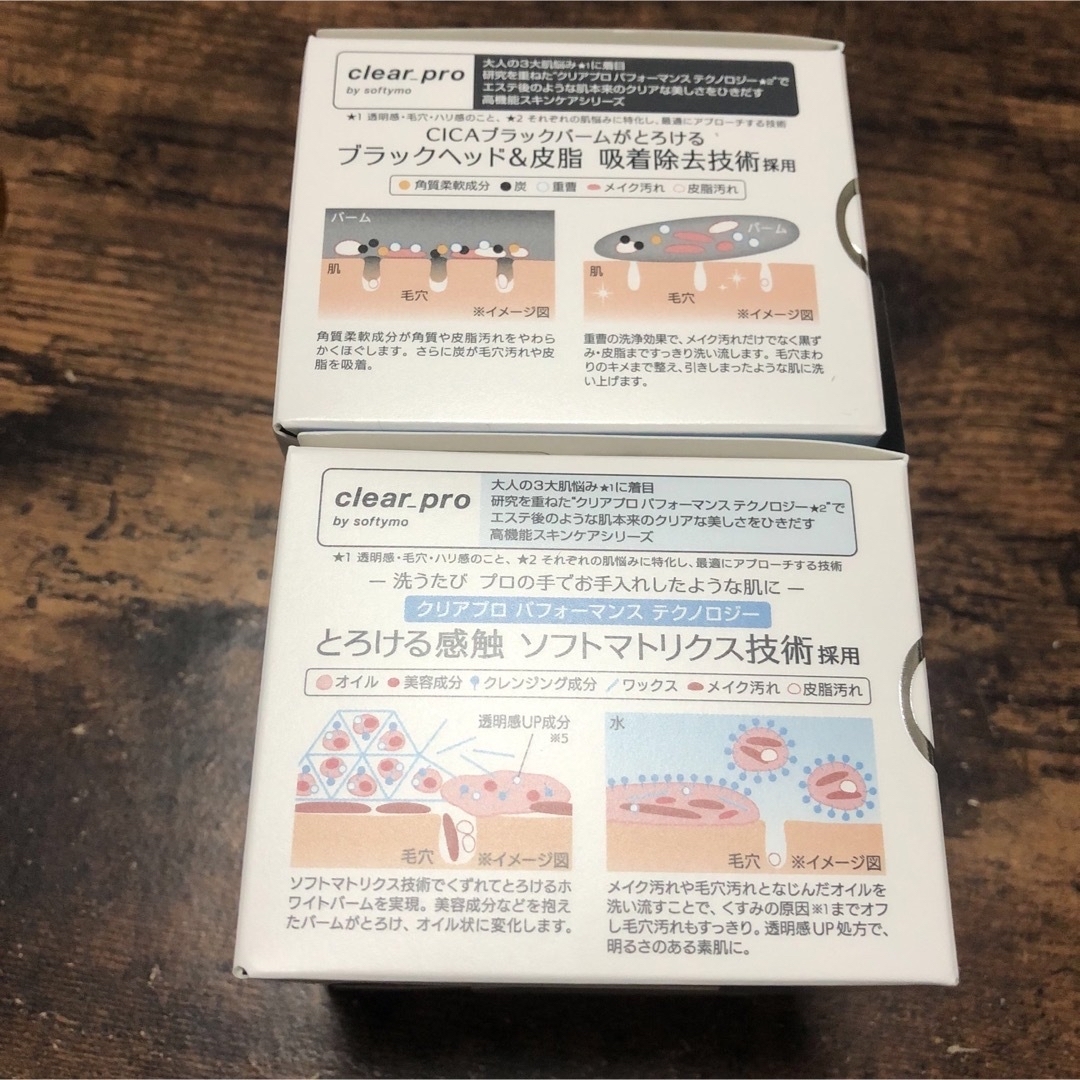 clear_pro
by softymo
大人の3大肌悩み★1に着目
研究を重ねた“クリアプロ パフォーマンス テクノロジー★2”で
エステ後のような肌本来のクリアな美しさをひきだす
高機能スキンケアシリーズ
★1 透明感・毛穴・ハリ感のこと、★2 それぞれの肌悩みに特化し、最適にアプローチする技術
CICAブラックバームがとろける
ブラックヘッド&皮脂 吸着除去技術採用
角質柔軟成分 炭 重曹 メイク汚れ 皮脂汚れ
バーム
肌
毛穴
※イメージ図
角質柔軟成分が角質や皮脂汚れをやわら
かくほぐします。さらに炭が毛穴汚れや皮
脂を吸着。
バーム
肌
毛穴
※イメージ図
重曹の洗浄効果で、メイク汚れだけでなく黒ず
み・皮脂まですっきり洗い流します。毛穴まわ
りのキメまで整え、引きしまったような肌に洗
い上げます。
clear_pro
by softymo
大人の3大肌悩み★1に着目
研究を重ねた“クリアプロ パフォーマンス テクノロジー★2”で
エステ後のような肌本来のクリアな美しさをひきだす
高機能スキンケアシリーズ
★1 透明感・毛穴・ハリ感のこと、★2 それぞれの肌悩みに特化し、最適にアプローチする技術
― 洗うたび プロの手でお手入れしたような肌に ―
クリアプロ パフォーマンス テクノロジー
とろける感触 ソフトマトリクス技術採用
オイル 美容成分 クレンジング成分 ワックス メイク汚れ 皮脂汚れ
透明感UP成分
※5
毛穴
※イメージ図
ソフトマトリクス技術でくずれてとろけるホ
ワイトバームを実現。美容成分などを抱え
たバームがとろけ、オイル状に変化します。
水
毛穴
※イメージ図
メイク汚れや毛穴汚れとなじんだオイルを
洗い流すことで、くすみの原因※1までオフ
し毛穴汚れもすっきり。透明感UP処方で、
明るさのある素肌に。